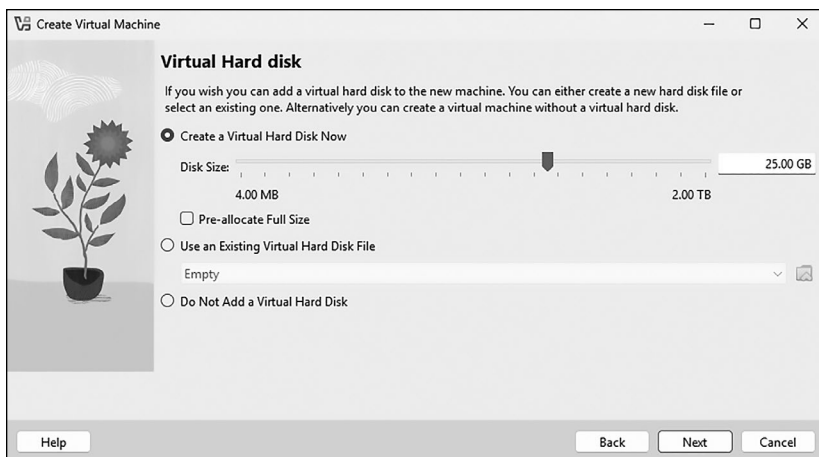 Create Virtual Machine
Virtual Hard disk
If you wish you can add a virtual hard disk to the new machine. You can either create a new hard disk file or
select an existing one. Alternatively you can create a virtual machine without a virtual hard disk.
Create a Virtual Hard Disk Now
Disk Size: 25.00 GB
4.00 MB 2.00 TB
Pre-allocate Full Size
Use an Existing Virtual Hard Disk File
Empty
Do Not Add a Virtual Hard Disk
Help Back Next Cancel